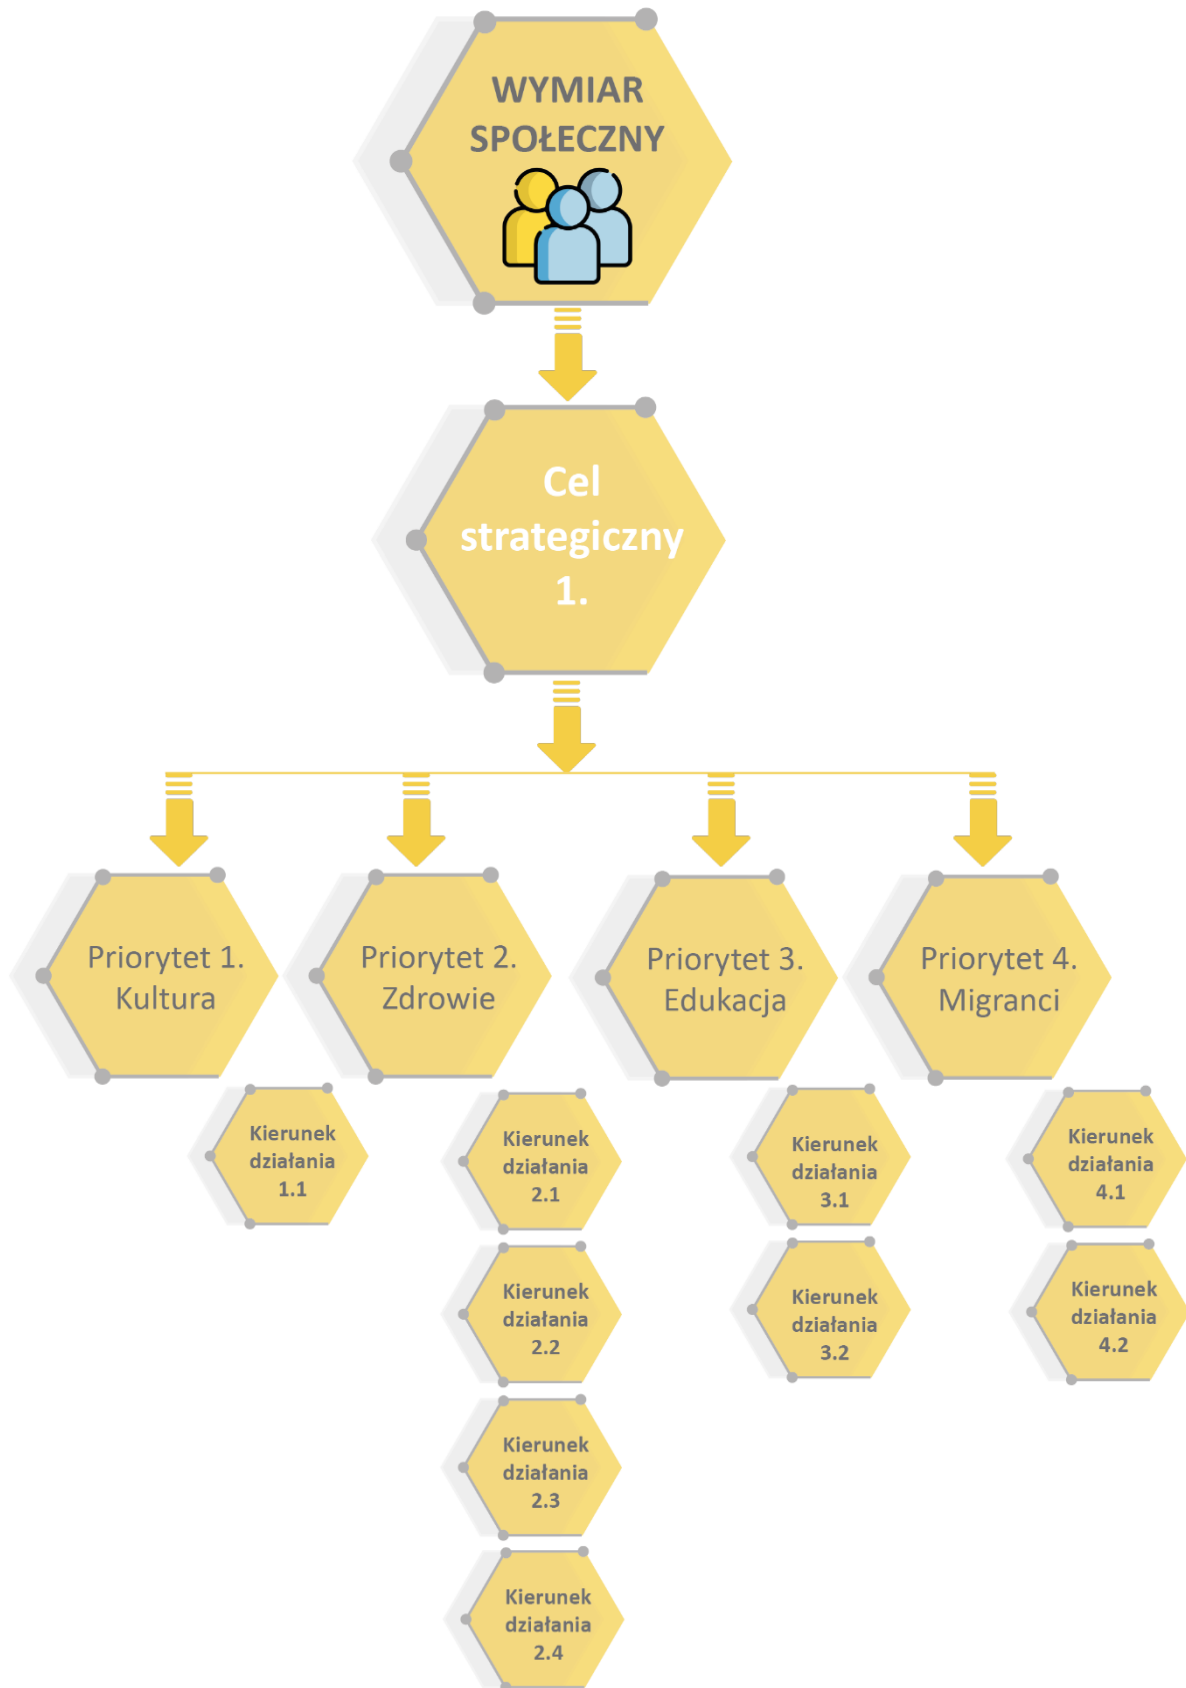 WYMIAR
SPOŁECZNY
Cel
strategiczny
1.
Priorytet 1.
Kultura
Priorytet 2.
Zdrowie
Priorytet 3.
Edukacja
Priorytet 4.
Migranci
Kierunek
działania
1.1
Kierunek
działania
2.1
Kierunek
działania
3.1
Kierunek
działania
4.1
Kierunek
działania
2.2
Kierunek
działania
3.2
Kierunek
działania
4.2
Kierunek
działania
2.3
Kierunek
działania
2.4